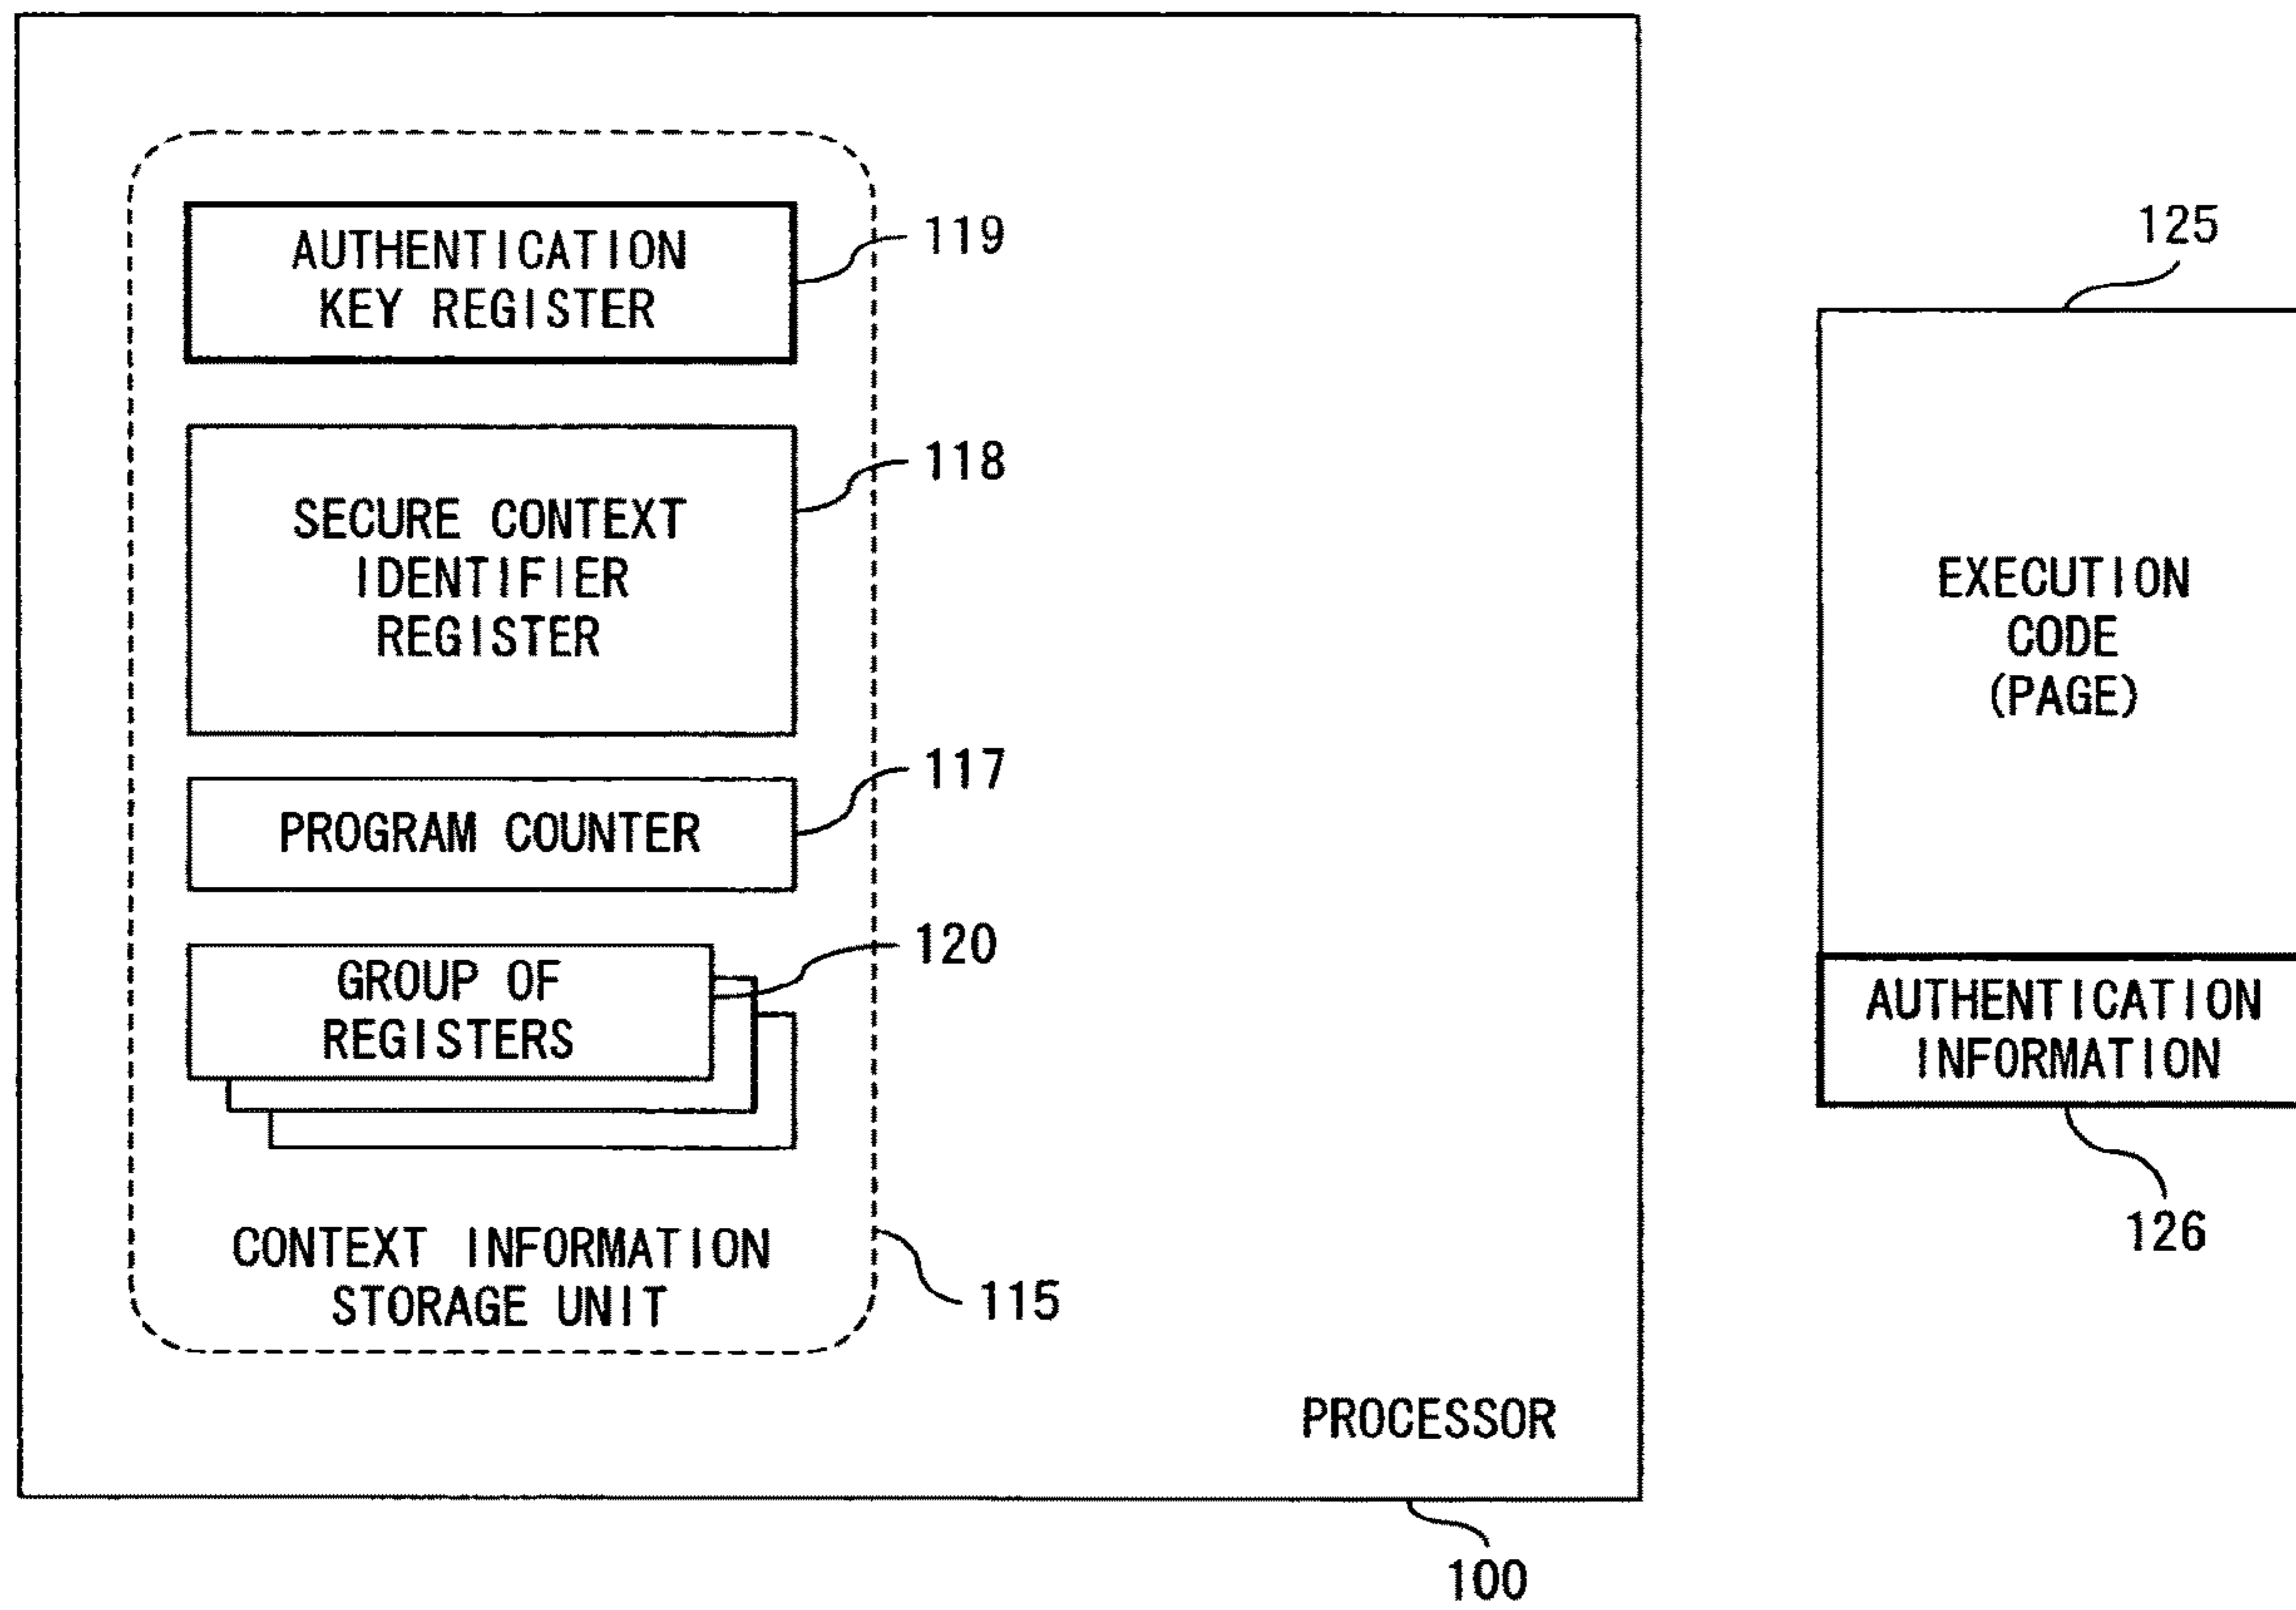 AUTHENTICATION
KEY REGISTER
119
SECURE CONTEXT
IDENTIFIER
REGISTER
118
PROGRAM COUNTER
117
GROUP OF
REGISTERS
120
CONTEXT INFORMATION
STORAGE UNIT
115
PROCESSOR
100
125
EXECUTION
CODE
(PAGE)
AUTHENTICATION
INFORMATION
126